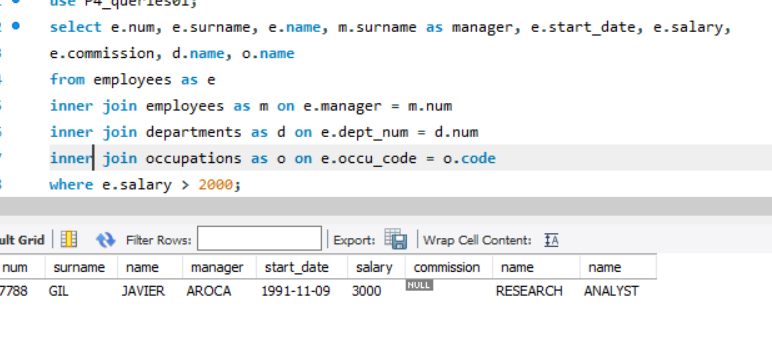 use P4_queries01;
select e.num, e.surname, e.name, m.surname as manager, e.start_date, e.salary,
e.commission, d.name, o.name
from employees as e
inner join employees as m on e.manager = m.num
inner join departments as d on e.dept_num = d.num
inner join occupations as o on e.occu_code = o.code
where e.salary > 2000;
ult Grid Filter Rows: Export: Wrap Cell Content: IA
num surname name manager start_date salary commission name name
7788 GIL JAVIER AROCA 1991-11-09 3000 NULL RESEARCH ANALYST